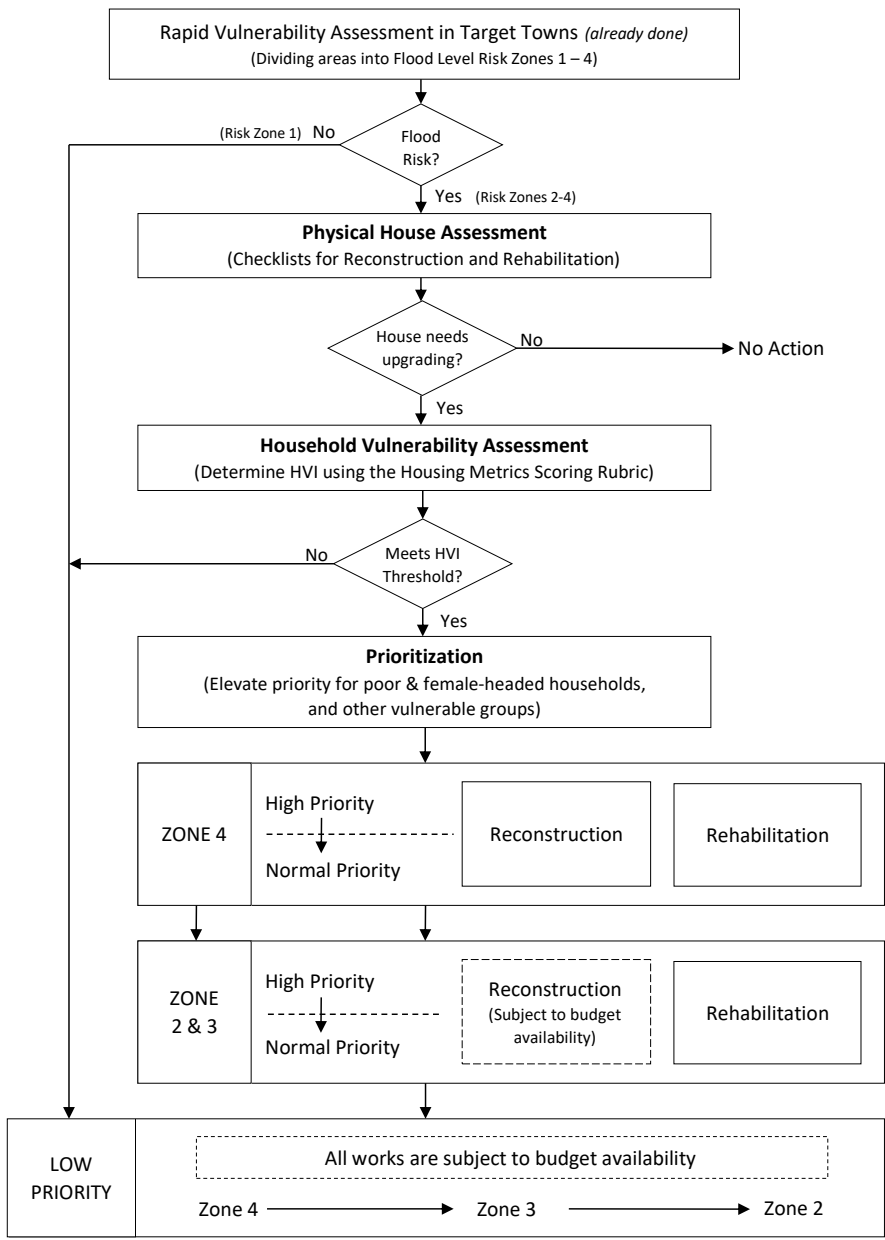 Rapid Vulnerability Assessment in Target Towns (already done)
(Dividing areas into Flood Level Risk Zones 1 – 4)
(Risk Zone 1) No
Flood
Risk?
Yes (Risk Zones 2-4)
Physical House Assessment
(Checklists for Reconstruction and Rehabilitation)
House needs
upgrading?
No
No Action
Yes
Household Vulnerability Assessment
(Determine HVI using the Housing Metrics Scoring Rubric)
No
Meets HVI
Threshold?
Yes
Prioritization
(Elevate priority for poor & female-headed households,
and other vulnerable groups)
ZONE 4
High Priority
Normal Priority
Reconstruction
Rehabilitation
ZONE
2 & 3
High Priority
Normal Priority
Reconstruction
(Subject to budget
availability)
Rehabilitation
LOW
PRIORITY
All works are subject to budget availability
Zone 4
Zone 3
Zone 2